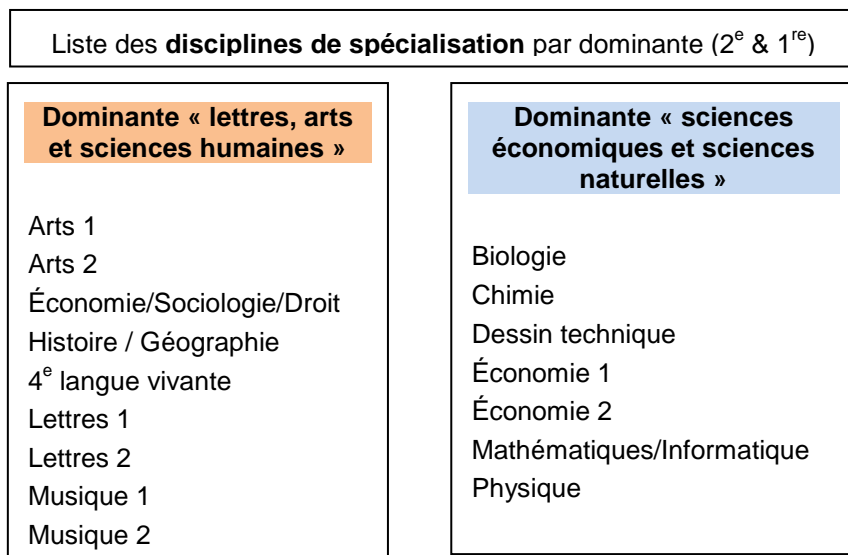 Liste des disciplines de spécialisation par dominante (2e & 1re)
Dominante « lettres, arts
et sciences humaines »
Arts 1
Arts 2
Économie/Sociologie/Droit
Histoire / Géographie
4e langue vivante
Lettres 1
Lettres 2
Musique 1
Musique 2
Dominante « sciences
économiques et sciences
naturelles »
Biologie
Chimie
Dessin technique
Économie 1
Économie 2
Mathématiques/Informatique
Physique